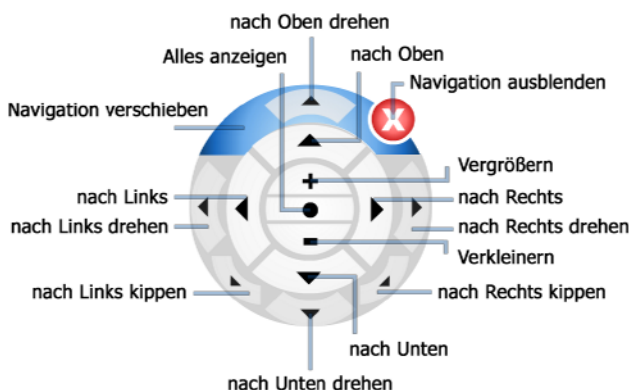 nach Oben drehen
Alles anzeigen
nach Oben
Navigation ausblenden
Navigation verschieben
X
Vergrößern
nach Links
nach Rechts
nach Links drehen
nach Rechts drehen
Verkleinern
nach Links kippen
nach Rechts kippen
nach Unten
nach Unten drehen